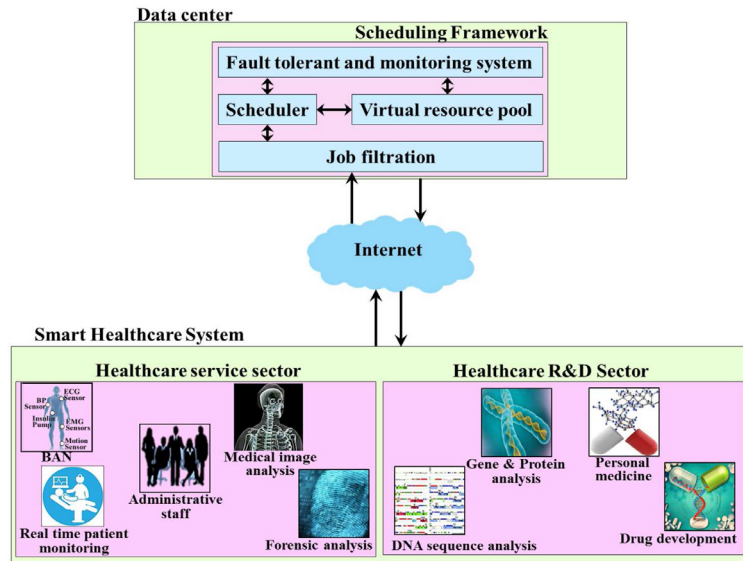 Data center
Scheduling Framework
Fault tolerant and monitoring system
Scheduler
Virtual resource pool
Job filtration
Internet
Smart Healthcare System
Healthcare service sector
ECG
Sensor
BP
Sensor
Insulin
Pump
EMG
Sensors
Motion
Sensor
BAN
Real time patient
monitoring
Administrative
staff
Medical image
analysis
Forensic analysis
Healthcare R&D Sector
Gene & Protein
analysis
Personal
medicine
DNA sequence analysis
Drug development